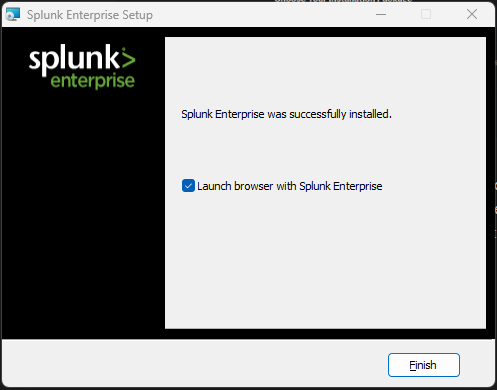 Splunk Enterprise Setup
splunk>
enterprise
Splunk Enterprise was successfully installed.
Launch browser with Splunk Enterprise
Finish